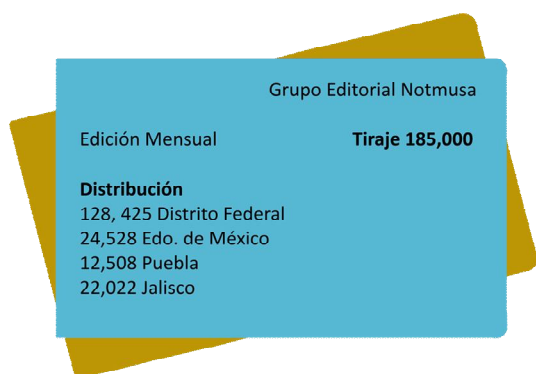 Grupo Editorial Notmusa
Edición Mensual Tiraje 185,000
Distribución
128, 425 Distrito Federal
24,528 Edo. de México
12,508 Puebla
22,022 Jalisco